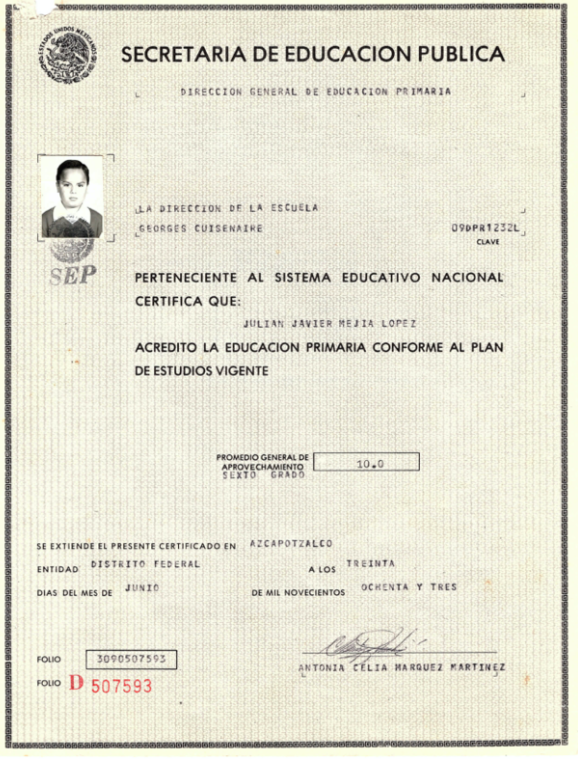 ESTADOS UNIDOS MEXICANOS
SECRETARIA DE EDUCACION PUBLICA
DIRECCION GENERAL DE EDUCACION PRIMARIA
LA DIRECCION DE LA ESCUELA
GEORGES CUISENAIRE 09DPR1232L
CLAVE
SEP
PERTENECIENTE AL SISTEMA EDUCATIVO NACIONAL
CERTIFICA QUE:
JULIAN JAVIER MEJIA LOPEZ
ACREDITO LA EDUCACION PRIMARIA CONFORME AL PLAN
DE ESTUDIOS VIGENTE
PROMEDIO GENERAL DE
APROVECHAMIENTO 10.0
SEXTO GRADO
SE EXTIENDE EL PRESENTE CERTIFICADO EN AZCAPOTZALCO
ENTIDAD DISTRITO FEDERAL A LOS TREINTA
DIAS DEL MES DE JUNIO DE MIL NOVECIENTOS OCHENTA Y TRES
FOLIO 3090507593
ANTONIA CELIA MARQUEZ MARTINEZ
FOLIO D 507593